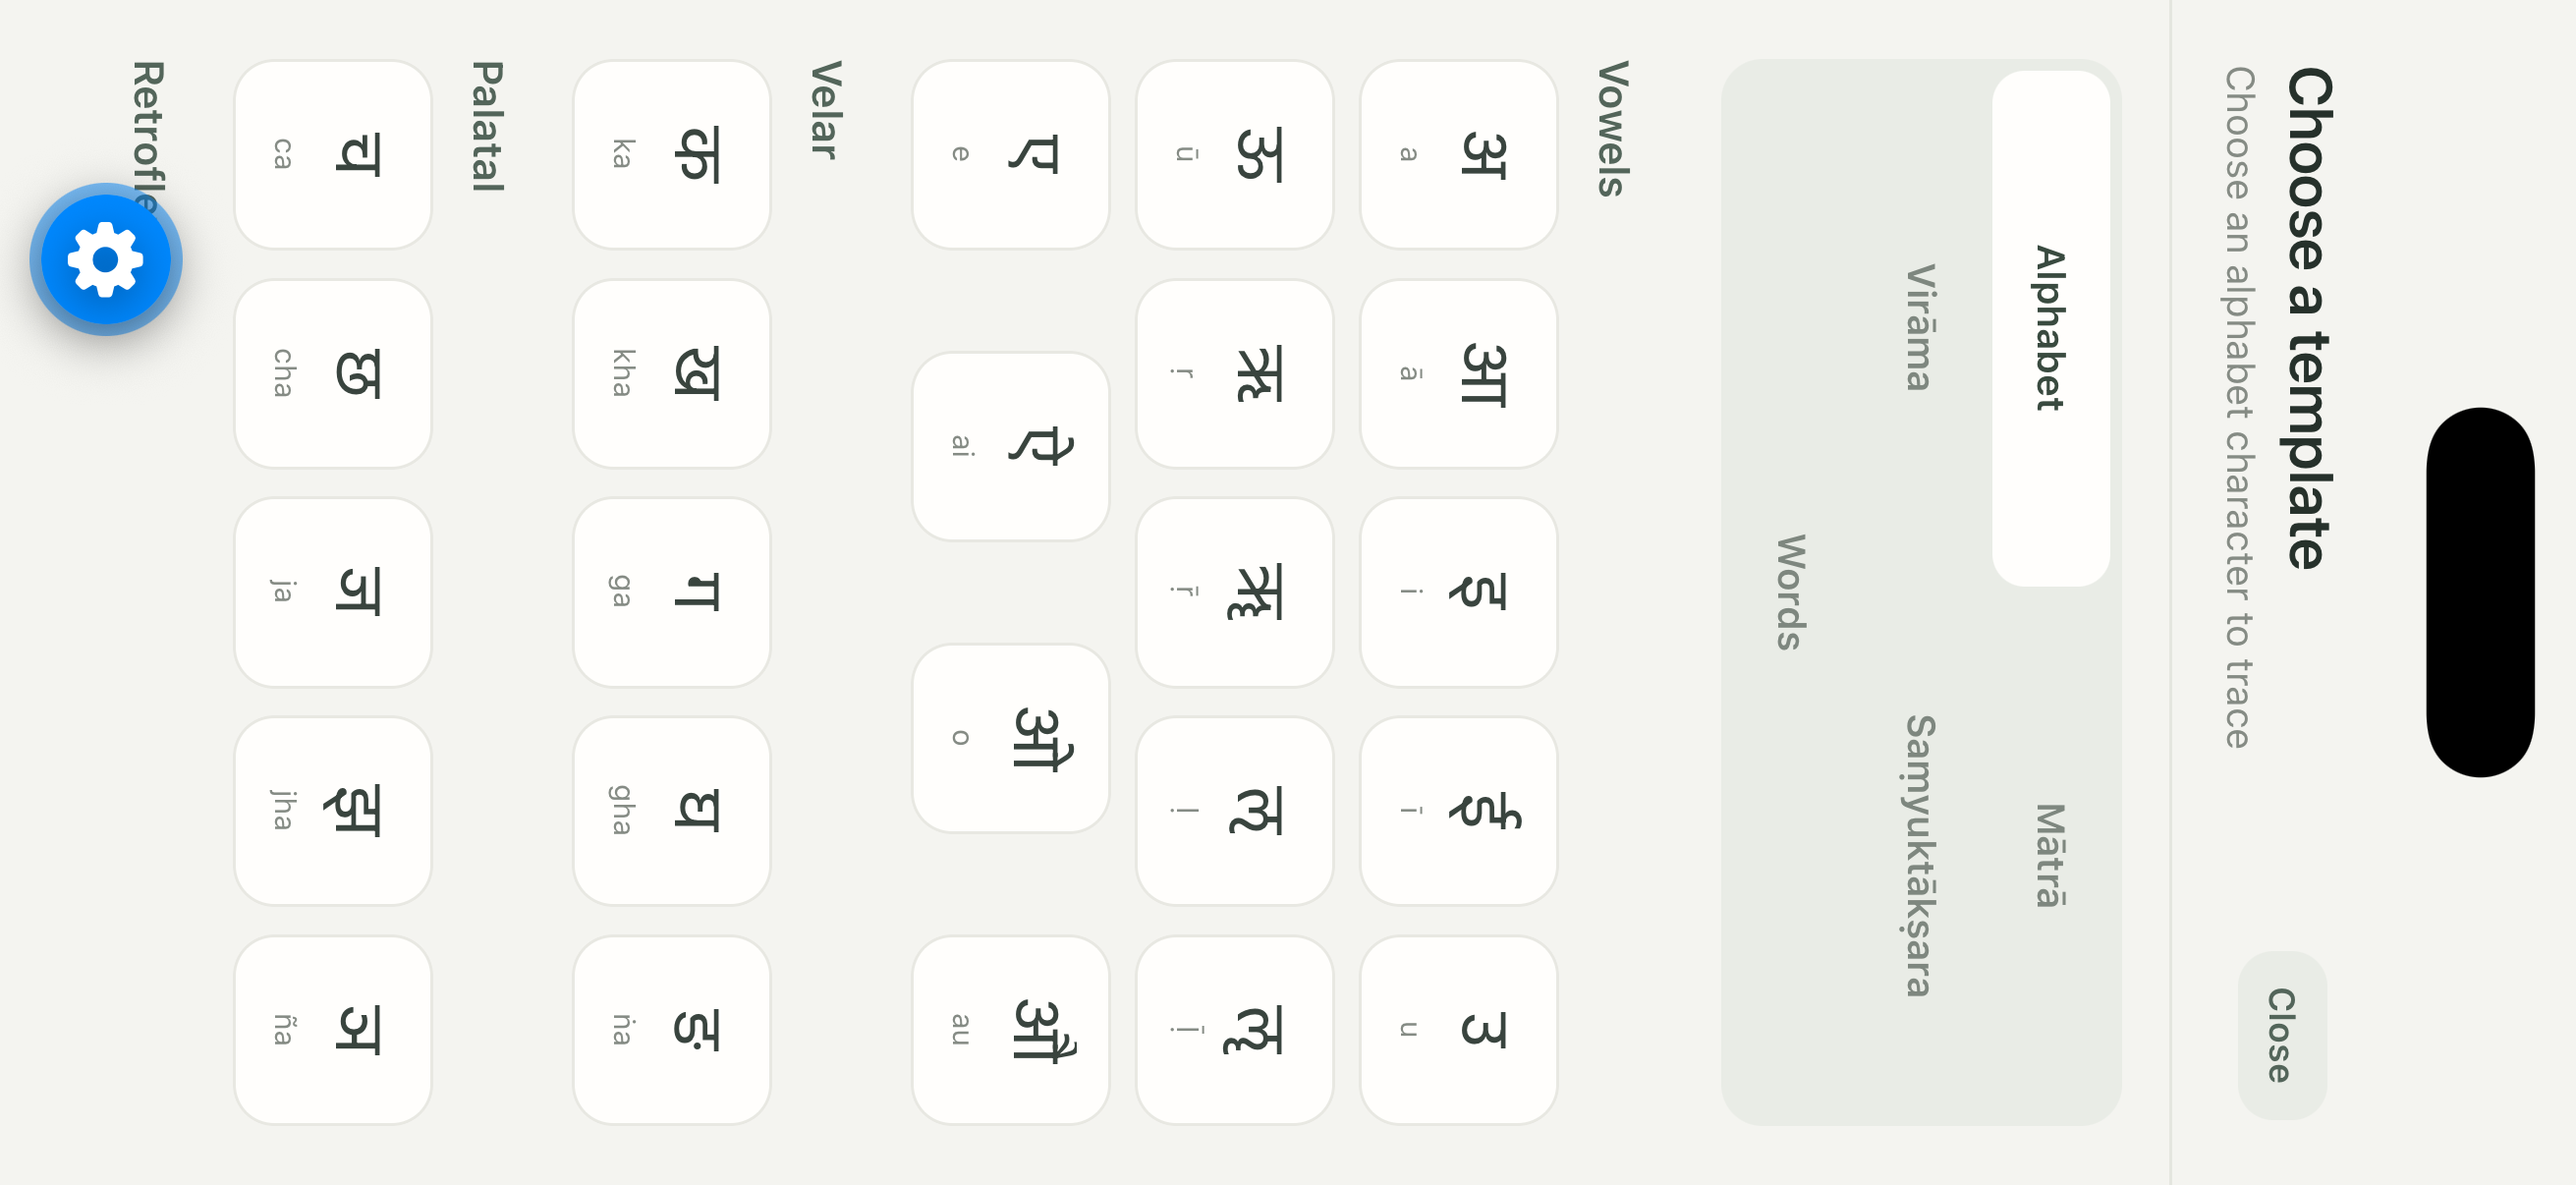 Choose a template
Choose an alphabet character to trace
Close
Alphabet Mātrā
Virāma Saṃyuktākṣara
Words
Vowels
अ आ इ ई उ
a ā i ī u
ऊ ऋ ॠ ऌ ॡ
ū ṛ ṝ ḷ ḹ
ए ऐ ओ औ
e ai o au
Velar
क ख ग घ ङ
ka kha ga gha ṅa
Palatal
च छ ज झ ञ
ca cha ja jha ña